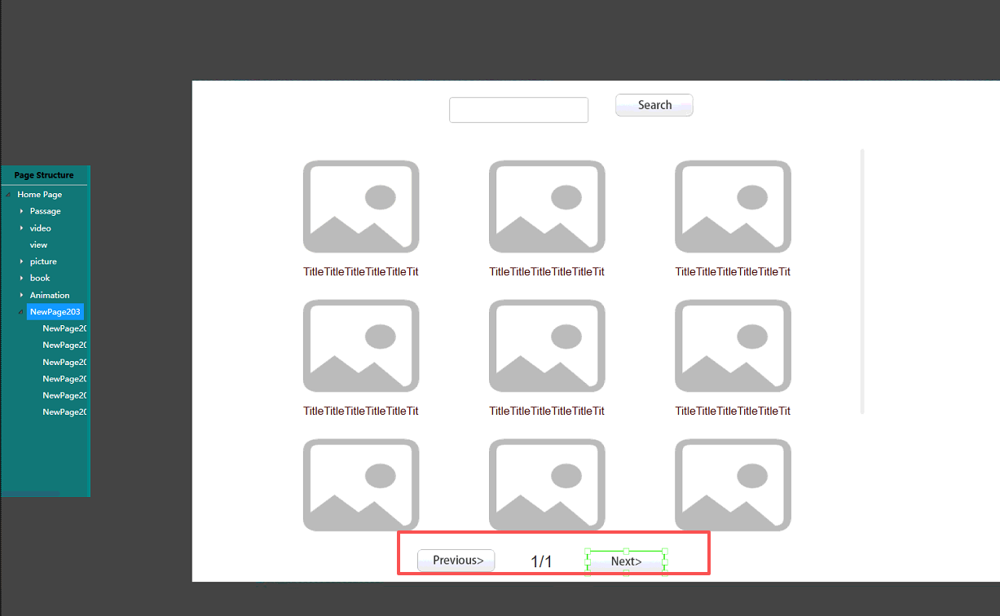 Search
Page Structure
Home Page
Passage
video
view
picture
book
Animation
NewPage203
NewPage20
NewPage20
NewPage20
NewPage20
NewPage20
NewPage20
TitleTitleTitleTitleTitleTit
TitleTitleTitleTitleTitleTit
TitleTitleTitleTitleTitleTit
TitleTitleTitleTitleTitleTit
TitleTitleTitleTitleTitleTit
TitleTitleTitleTitleTitleTit
Previous>
1/1
Next>